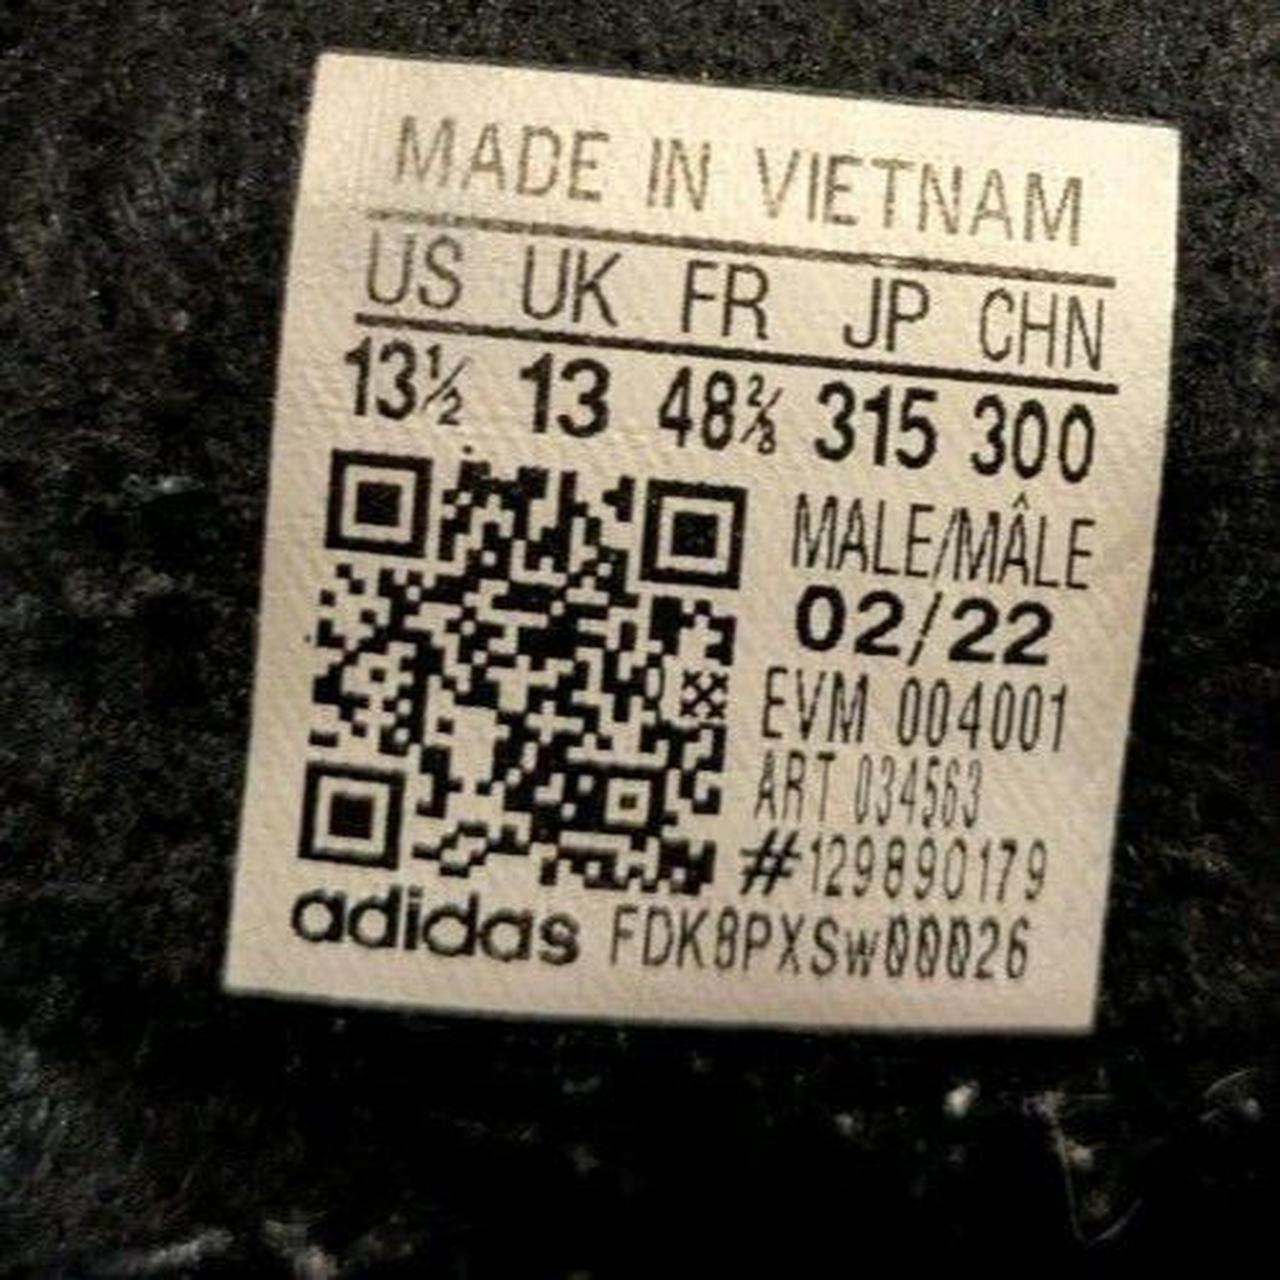 MADE IN VIETNAM
US UK FR JP CHN
13½ 13 48⅔ 315 300
MALE/MÂLE
02/22
EVM 004001
ART 034563
#129890179
adidas FDK8PXSw00026